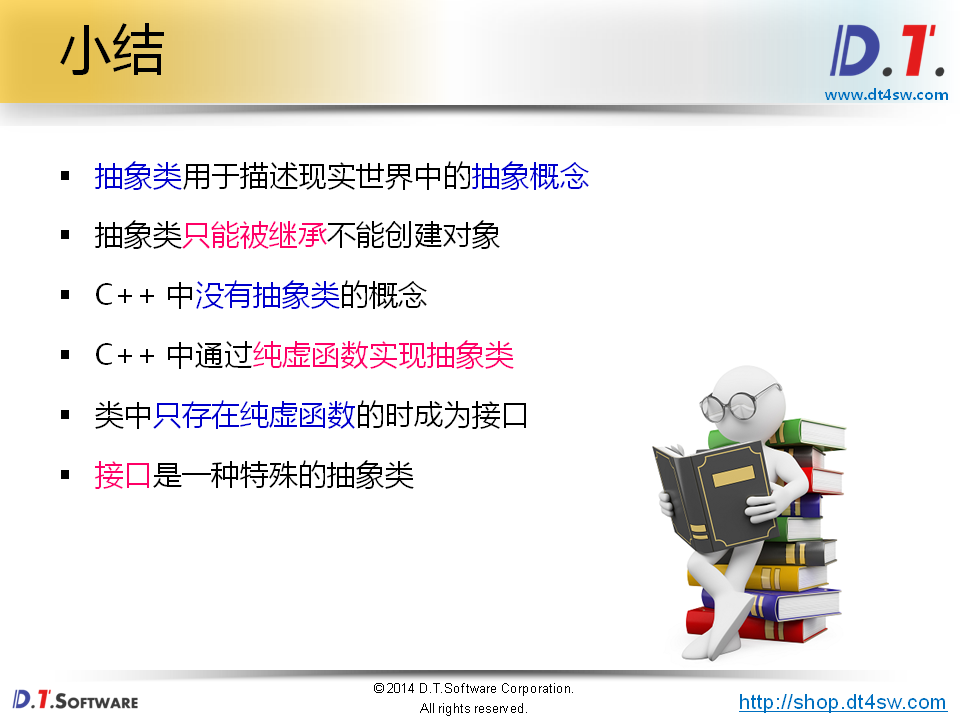 小结
D.T.
www.dt4sw.com
▪ 抽象类用于描述现实世界中的抽象概念
▪ 抽象类只能被继承不能创建对象
▪ C++ 中没有抽象类的概念
▪ C++ 中通过纯虚函数实现抽象类
▪ 类中只存在纯虚函数的时成为接口
▪ 接口是一种特殊的抽象类
D.T.SOFTWARE
©2014 D.T.Software Corporation.
All rights reserved.
http://shop.dt4sw.com